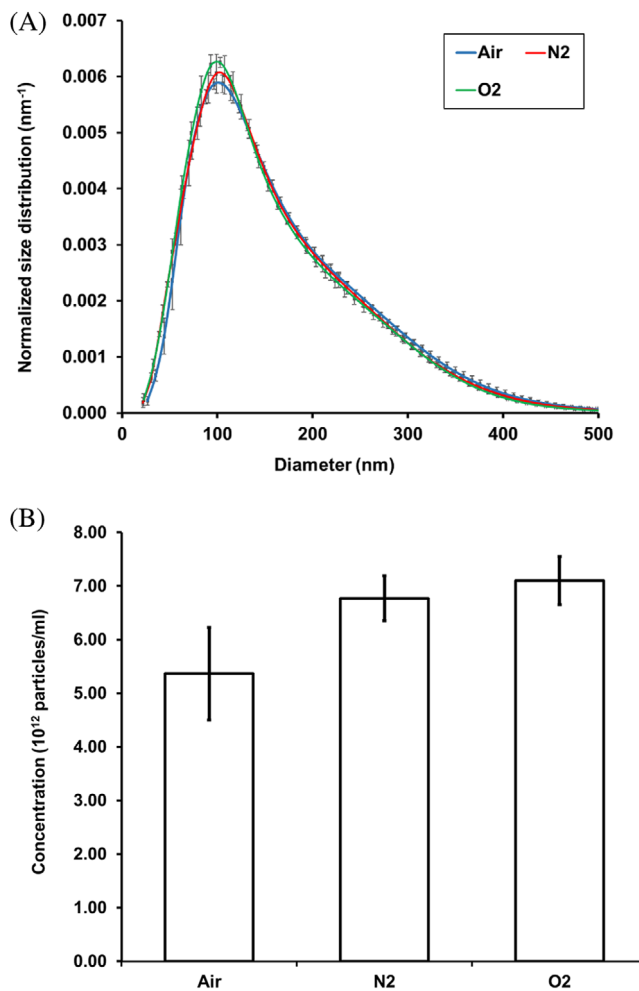 (A)
0.007
0.006
0.005
0.004
0.003
0.002
0.001
0.000
Normalized size distribution (nm⁻¹)
Air N2
O2
0 100 200 300 400 500
Diameter (nm)
(B)
8.00
7.00
6.00
5.00
4.00
3.00
2.00
1.00
0.00
Concentration (10¹² particles/ml)
Air N2 O2